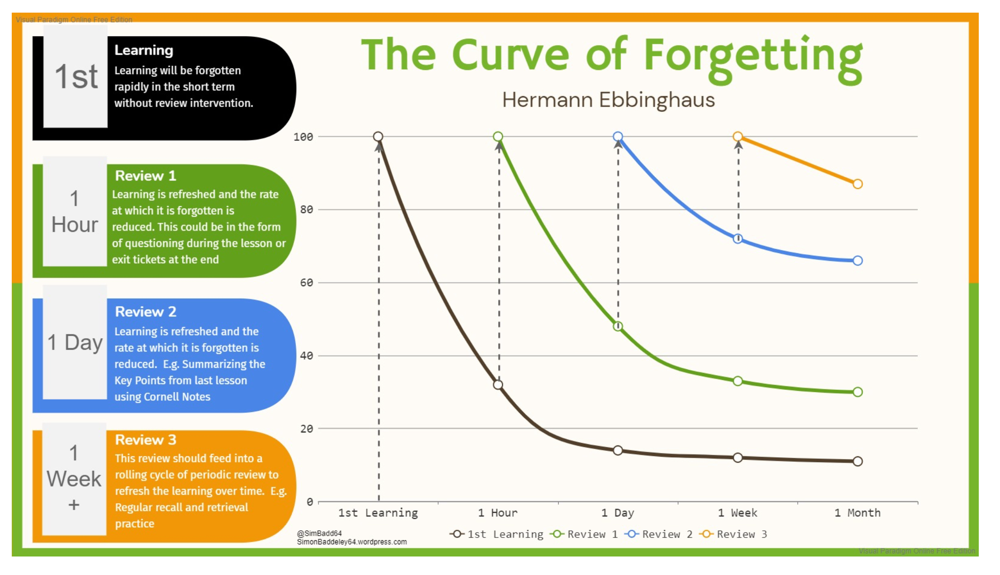 Visual Paradigm Online Free Edition
1st
Learning
Learning will be forgotten
rapidly in the short term
without review intervention.
1
Hour
Review 1
Learning is refreshed and the rate
at which it is forgotten is
reduced. This could be in the form
of questioning during the lesson or
exit tickets at the end
1 Day
Review 2
Learning is refreshed and the
rate at which it is forgotten is
reduced.  E.g. Summarizing the
Key Points from last lesson
using Cornell Notes
1
Week
+
Review 3
This review should feed into a
rolling cycle of periodic review to
refresh the learning over time.  E.g.
Regular recall and retrieval
practice
The Curve of Forgetting
Hermann Ebbinghaus
100
80
60
40
20
0
1st Learning 1 Hour 1 Day 1 Week 1 Month
1st Learning Review 1 Review 2 Review 3
@SimBadd64
SimonBaddeley64.wordpress.com
Visual Paradigm Online Free Edition